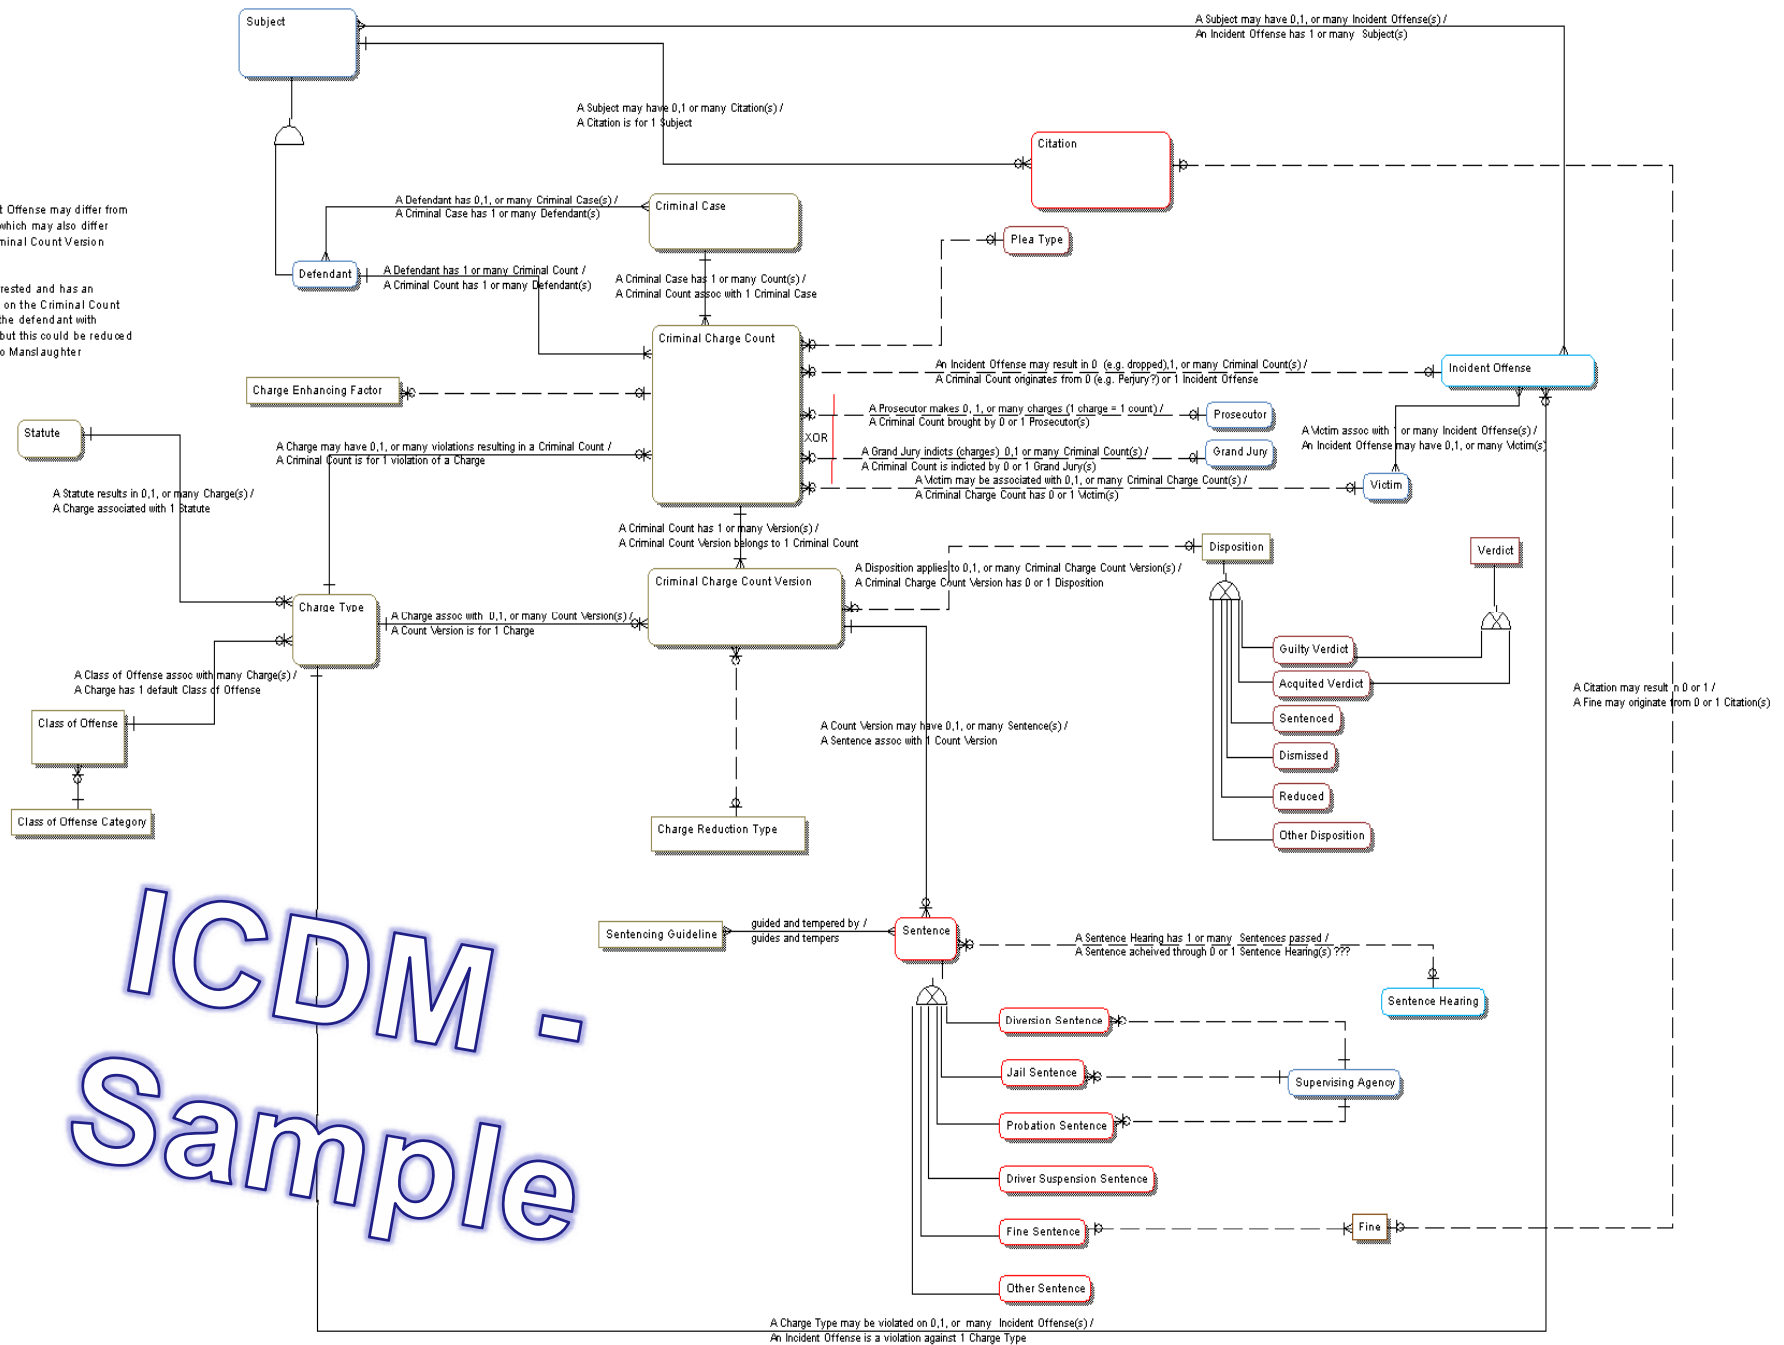 Subject
A Subject may have 0,1, or many Incident Offense(s) /
An Incident Offense has 1 or many Subject(s)
A Subject may have 0,1 or many Citation(s) /
A Citation is for 1 Subject
Citation
t Offense may differ from
which may also differ
minal Count Version
A Defendant has 0,1, or many Criminal Case(s) /
A Criminal Case has 1 or many Defendant(s)
Criminal Case
Plea Type
Defendant
A Defendant has 1 or many Criminal Count /
A Criminal Count has 1 or many Defendant(s)
A Criminal Case has 1 or many Count(s) /
A Criminal Count assoc with 1 Criminal Case
rested and has an
on the Criminal Count
the defendant with
but this could be reduced
o Manslaughter
Criminal Charge Count
An Incident Offense may result in 0 (e.g. dropped),1, or many Criminal Count(s) /
A Criminal Count originates from 0 (e.g. Perjury?) or 1 Incident Offense
Incident Offense
Charge Enhancing Factor
A Prosecutor makes 0, 1, or many charges (1 charge = 1 count) /
A Criminal Count brought by 0 or 1 Prosecutor(s)
Prosecutor
XOR
Statute
A Charge may have 0,1, or many violations resulting in a Criminal Count /
A Criminal Count is for 1 violation of a Charge
A Grand Jury indicts (charges) 0,1 or many Criminal Count(s) /
A Criminal Count is indicted by 0 or 1 Grand Jury(s)
Grand Jury
A Victim assoc with 1 or many Incident Offense(s) /
An Incident Offense may have 0,1, or many Victim(s)
A Victim may be associated with 0,1, or many Criminal Charge Count(s) /
A Criminal Charge Count has 0 or 1 Victim(s)
Victim
A Statute results in 0,1, or many Charge(s) /
A Charge associated with 1 Statute
A Criminal Count has 1 or many Version(s) /
A Criminal Count Version belongs to 1 Criminal Count
Disposition
Verdict
A Disposition applies to 0,1, or many Criminal Charge Count Version(s) /
A Criminal Charge Count Version has 0 or 1 Disposition
Criminal Charge Count Version
Charge Type
A Charge assoc with 0,1, or many Count Version(s) /
A Count Version is for 1 Charge
Guilty Verdict
Acquited Verdict
Sentenced
Dismissed
Reduced
Other Disposition
A Class of Offense assoc with many Charge(s) /
A Charge has 1 default Class of Offense
Class of Offense
Class of Offense Category
A Citation may result in 0 or 1 /
A Fine may originate from 0 or 1 Citation(s)
A Count Version may have 0,1, or many Sentence(s) /
A Sentence assoc with 1 Count Version
Charge Reduction Type
ICDM -
Sample
Sentencing Guideline
guided and tempered by /
guides and tempers
Sentence
A Sentence Hearing has 1 or many Sentences passed /
A Sentence acheived through 0 or 1 Sentence Hearing(s) ???
Sentence Hearing
Diversion Sentence
Jail Sentence
Supervising Agency
Probation Sentence
Driver Suspension Sentence
Fine Sentence
Fine
Other Sentence
A Charge Type may be violated on 0,1, or many Incident Offense(s) /
An Incident Offense is a violation against 1 Charge Type